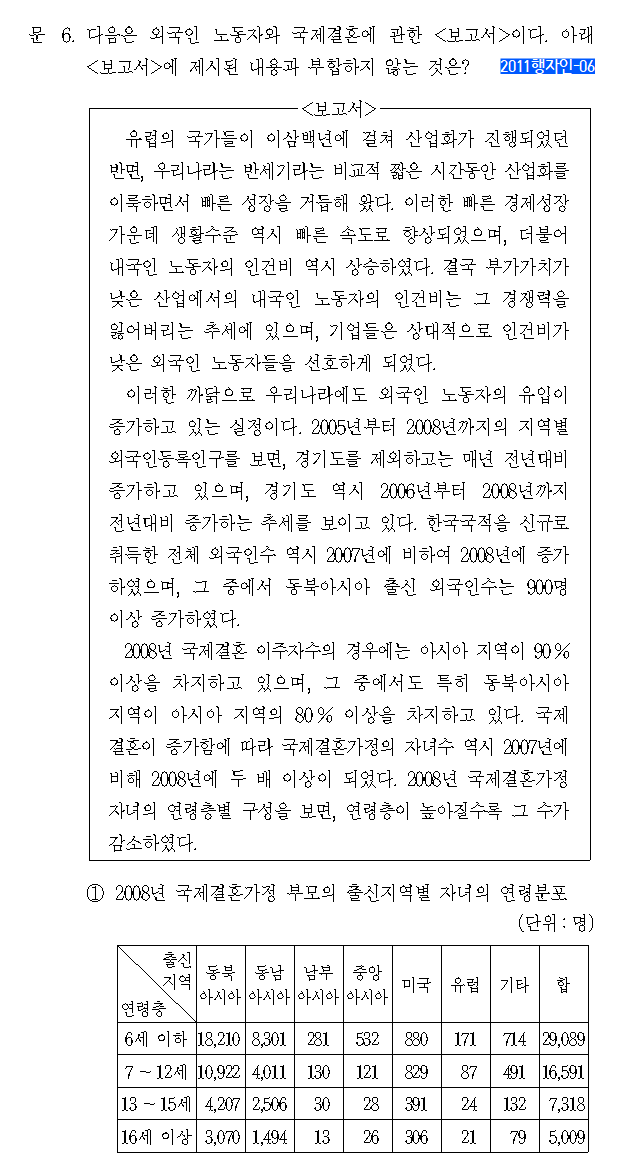 문 6. 다음은 외국인 노동자와 국제결혼에 관한 <보고서>이다. 아래
<보고서>에 제시된 내용과 부합하지 않는 것은? 2011행자인-06
<보고서>
유럽의 국가들이 이삼백년에 걸쳐 산업화가 진행되었던
반면, 우리나라는 반세기라는 비교적 짧은 시간동안 산업화를
이룩하면서 빠른 성장을 거듭해 왔다. 이러한 빠른 경제성장
가운데 생활수준 역시 빠른 속도로 향상되었으며, 더불어
내국인 노동자의 인건비 역시 상승하였다. 결국 부가가치가
낮은 산업에서의 내국인 노동자의 인건비는 그 경쟁력을
잃어버리는 추세에 있으며, 기업들은 상대적으로 인건비가
낮은 외국인 노동자들을 선호하게 되었다.
이러한 까닭으로 우리나라에도 외국인 노동자의 유입이
증가하고 있는 실정이다. 2005년부터 2008년까지의 지역별
외국인등록인구를 보면, 경기도를 제외하고는 매년 전년대비
증가하고 있으며, 경기도 역시 2006년부터 2008년까지
전년대비 증가하는 추세를 보이고 있다. 한국국적을 신규로
취득한 전체 외국인수 역시 2007년에 비하여 2008년에 증가
하였으며, 그 중에서 동북아시아 출신 외국인수는 900명
이상 증가하였다.
2008년 국제결혼 이주자수의 경우에는 아시아 지역이 90%
이상을 차지하고 있으며, 그 중에서도 특히 동북아시아
지역이 아시아 지역의 80% 이상을 차지하고 있다. 국제
결혼이 증가함에 따라 국제결혼가정의 자녀수 역시 2007년에
비해 2008년에 두 배 이상이 되었다. 2008년 국제결혼가정
자녀의 연령층별 구성을 보면, 연령층이 높아질수록 그 수가
감소하였다.
① 2008년 국제결혼가정 부모의 출신지역별 자녀의 연령분포
(단위 : 명)
출신 지역 연령층 동북 아시아 동남 아시아 남부 아시아 중앙 아시아 미국 유럽 기타 합
6세 이하 18,210 8,301 281 532 880 171 714 29,089
7 ~ 12세 10,922 4,011 130 121 829 87 491 16,591
13 ~ 15세 4,207 2,506 30 28 391 24 132 7,318
16세 이상 3,070 1,494 13 26 306 21 79 5,009